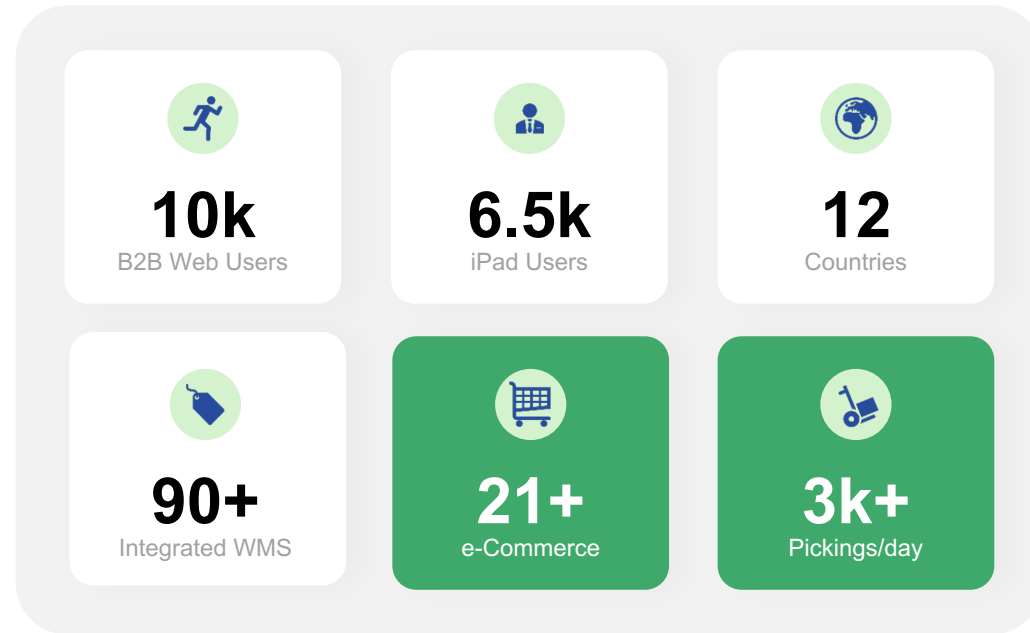 10k
B2B Web Users
6.5k
iPad Users
12
Countries
90+
Integrated WMS
21+
e-Commerce
3k+
Pickings/day